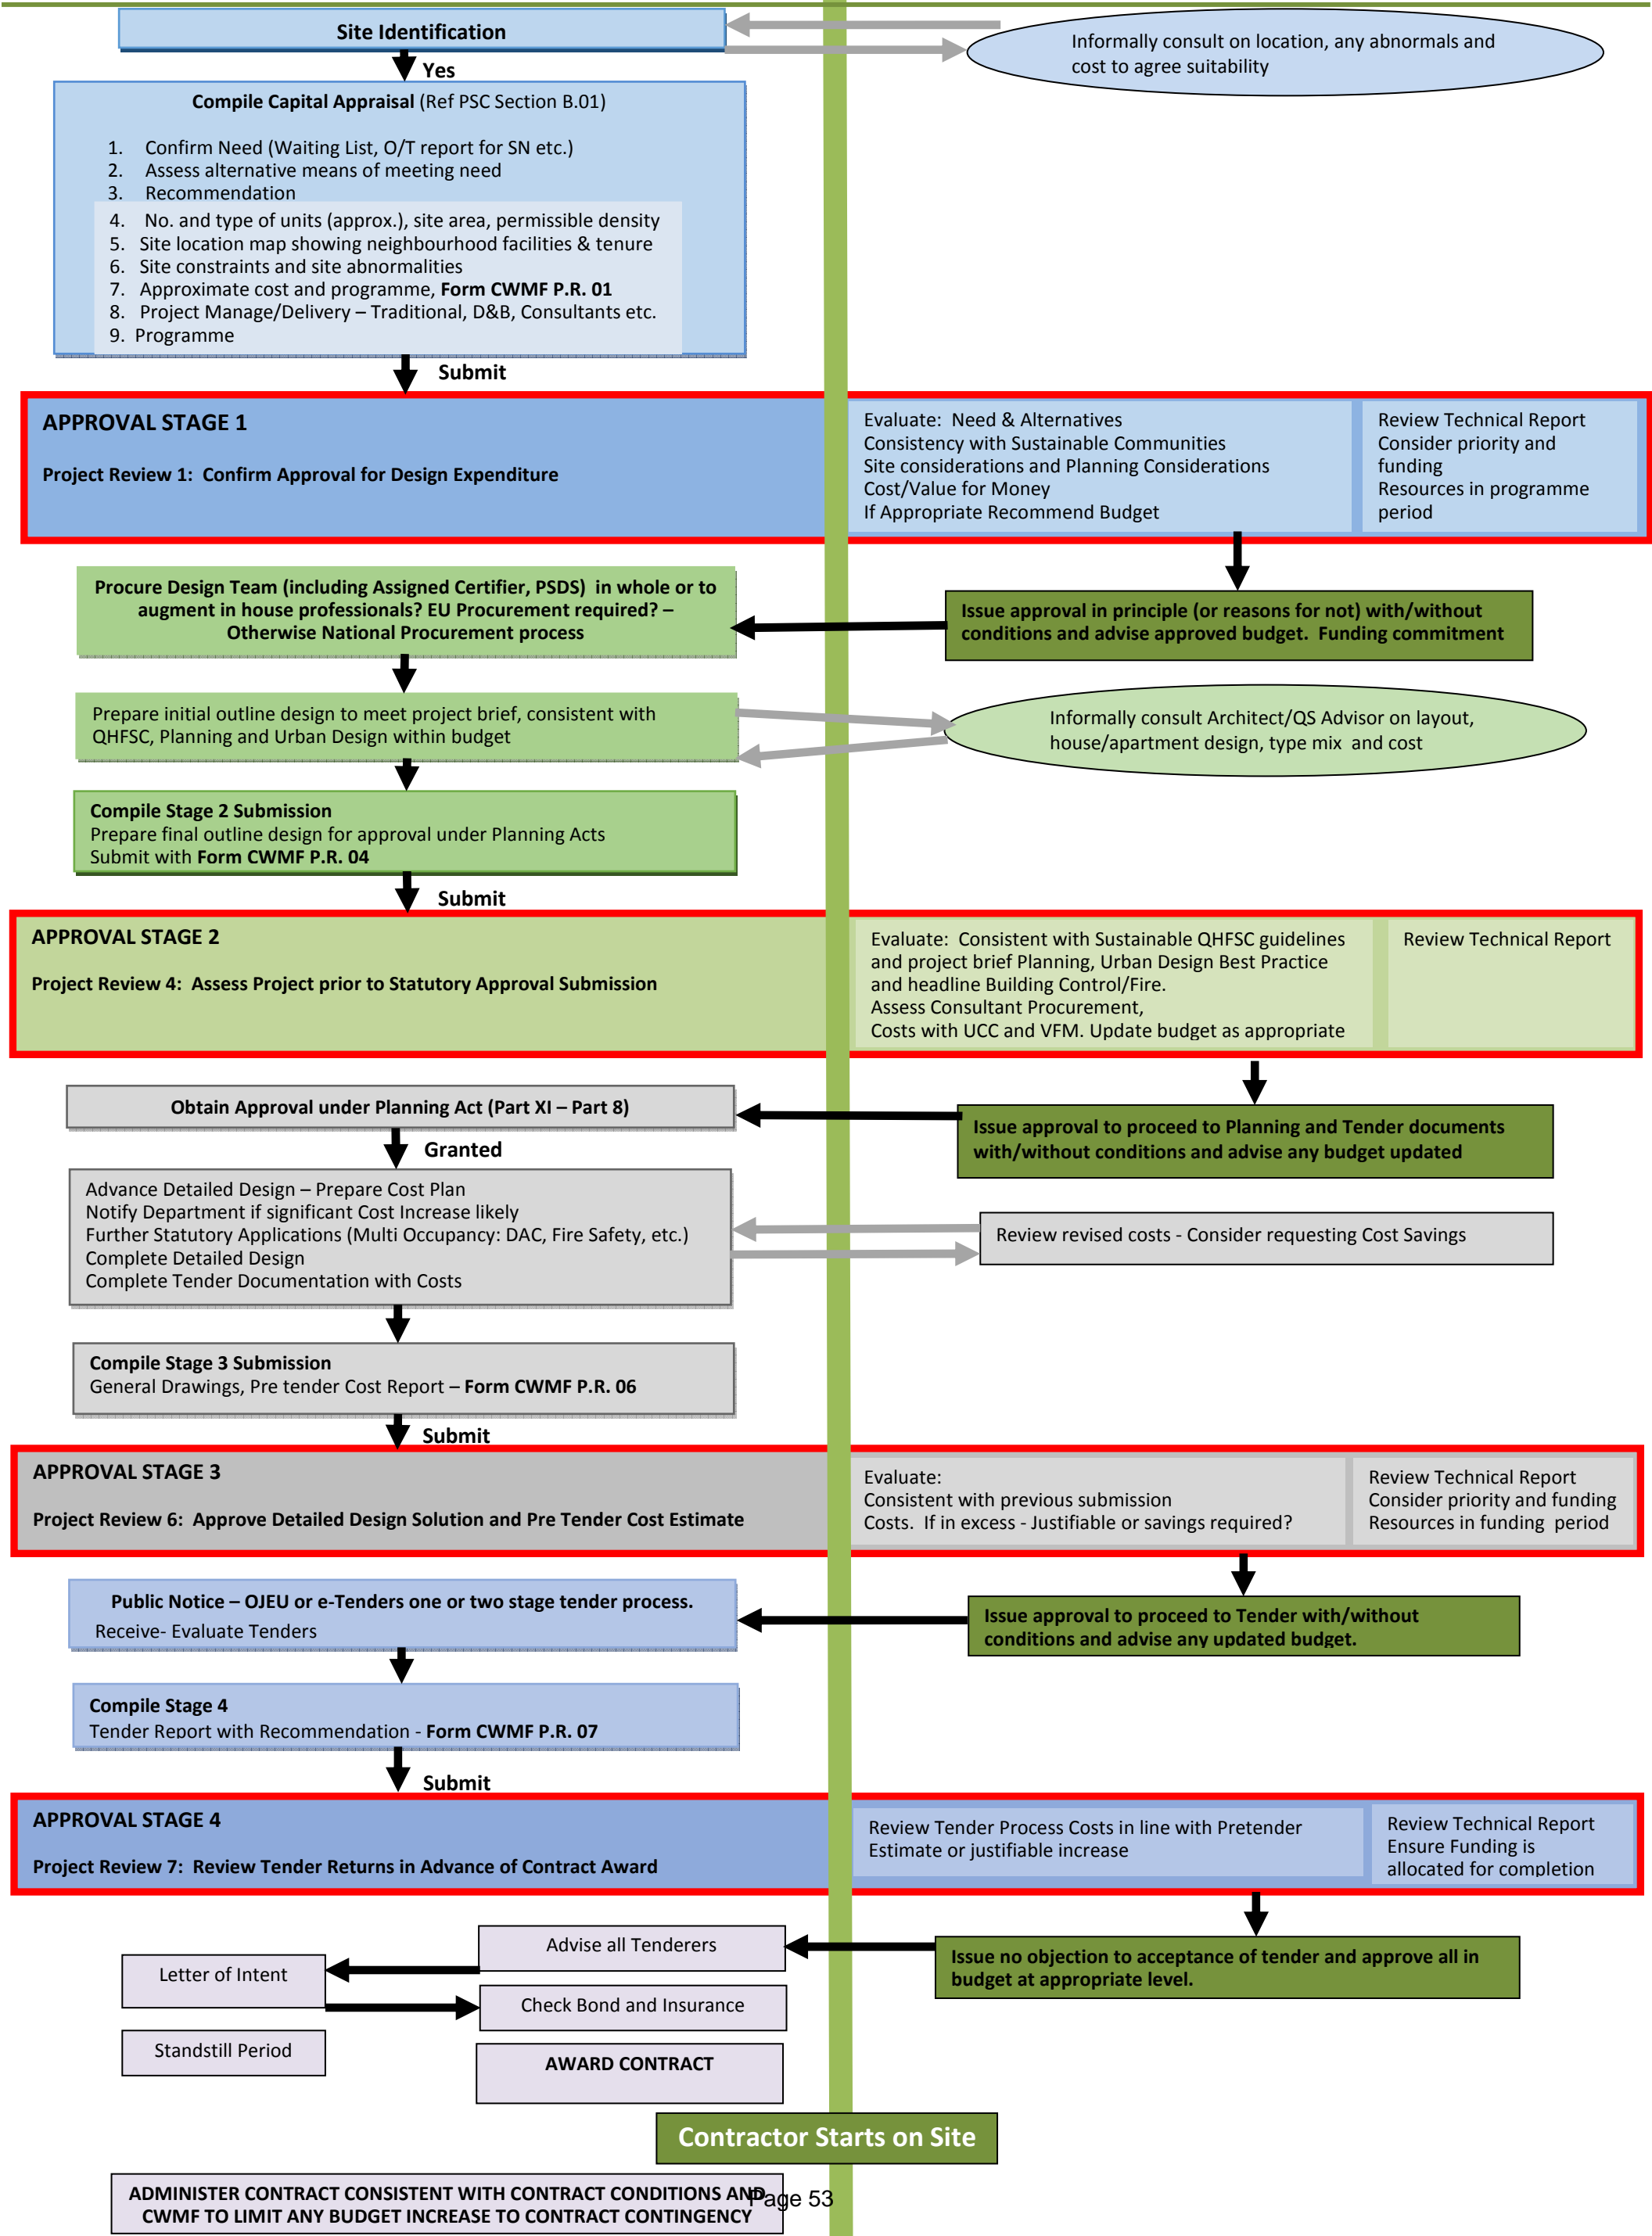 Site Identification
Informally consult on location, any abnormals and
cost to agree suitability
Yes
Compile Capital Appraisal (Ref PSC Section B.01)
1. Confirm Need (Waiting List, O/T report for SN etc.)
2. Assess alternative means of meeting need
3. Recommendation
4. No. and type of units (approx.), site area, permissible density
5. Site location map showing neighbourhood facilities & tenure
6. Site constraints and site abnormalities
7. Approximate cost and programme, Form CWMF P.R. 01
8. Project Manage/Delivery – Traditional, D&B, Consultants etc.
9. Programme
Submit
APPROVAL STAGE 1
Project Review 1: Confirm Approval for Design Expenditure
Evaluate: Need & Alternatives
Consistency with Sustainable Communities
Site considerations and Planning Considerations
Cost/Value for Money
If Appropriate Recommend Budget
Review Technical Report
Consider priority and
funding
Resources in programme
period
Procure Design Team (including Assigned Certifier, PSDS) in whole or to
augment in house professionals? EU Procurement required? –
Otherwise National Procurement process
Issue approval in principle (or reasons for not) with/without
conditions and advise approved budget. Funding commitment
Prepare initial outline design to meet project brief, consistent with
QHFSC, Planning and Urban Design within budget
Informally consult Architect/QS Advisor on layout,
house/apartment design, type mix and cost
Compile Stage 2 Submission
Prepare final outline design for approval under Planning Acts
Submit with Form CWMF P.R. 04
Submit
APPROVAL STAGE 2
Project Review 4: Assess Project prior to Statutory Approval Submission
Evaluate: Consistent with Sustainable QHFSC guidelines
and project brief Planning, Urban Design Best Practice
and headline Building Control/Fire.
Assess Consultant Procurement,
Costs with UCC and VFM. Update budget as appropriate
Review Technical Report
Obtain Approval under Planning Act (Part XI – Part 8)
Issue approval to proceed to Planning and Tender documents
with/without conditions and advise any budget updated
Granted
Advance Detailed Design – Prepare Cost Plan
Notify Department if significant Cost Increase likely
Further Statutory Applications (Multi Occupancy: DAC, Fire Safety, etc.)
Complete Detailed Design
Complete Tender Documentation with Costs
Review revised costs - Consider requesting Cost Savings
Compile Stage 3 Submission
General Drawings, Pre tender Cost Report – Form CWMF P.R. 06
Submit
APPROVAL STAGE 3
Project Review 6: Approve Detailed Design Solution and Pre Tender Cost Estimate
Evaluate:
Consistent with previous submission
Costs. If in excess - Justifiable or savings required?
Review Technical Report
Consider priority and funding
Resources in funding period
Public Notice – OJEU or e-Tenders one or two stage tender process.
Receive- Evaluate Tenders
Issue approval to proceed to Tender with/without
conditions and advise any updated budget.
Compile Stage 4
Tender Report with Recommendation - Form CWMF P.R. 07
Submit
APPROVAL STAGE 4
Project Review 7: Review Tender Returns in Advance of Contract Award
Review Tender Process Costs in line with Pretender
Estimate or justifiable increase
Review Technical Report
Ensure Funding is
allocated for completion
Advise all Tenderers
Issue no objection to acceptance of tender and approve all in
budget at appropriate level.
Letter of Intent
Check Bond and Insurance
Standstill Period
AWARD CONTRACT
Contractor Starts on Site
ADMINISTER CONTRACT CONSISTENT WITH CONTRACT CONDITIONS AND
CWMF TO LIMIT ANY BUDGET INCREASE TO CONTRACT CONTINGENCY
Page 53